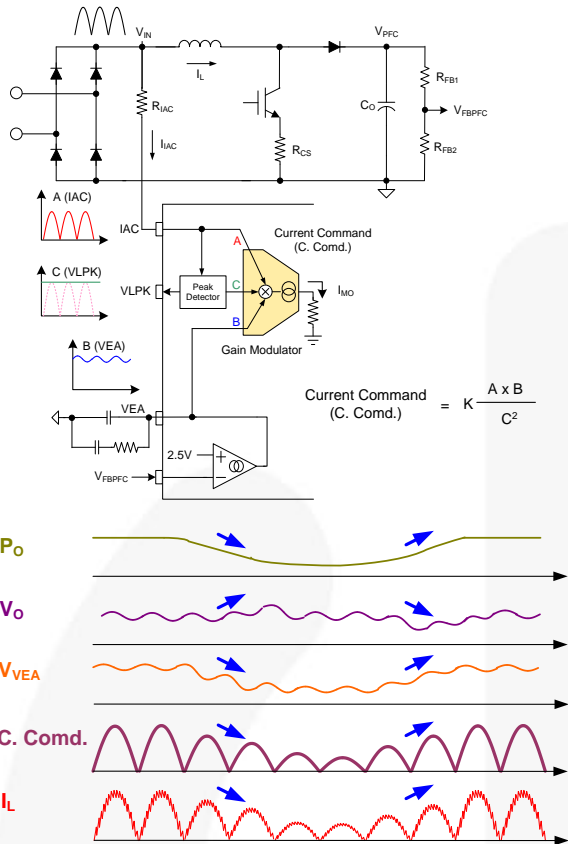 V_IN
V_PFC
I_L
R_FB1
R_IAC
C_O
V_FBPFC
I_IAC
R_CS
R_FB2
A (IAC)
IAC
Current Command
(C. Comd.)
A
C (VLPK)
VLPK
Peak
Detector
C
I_MO
B
B (VEA)
Gain Modulator
Current Command
(C. Comd.)
= K A x B
C²
VEA
2.5V
+
V_FBPFC
−
P_O
V_O
V_VEA
C. Comd.
I_L